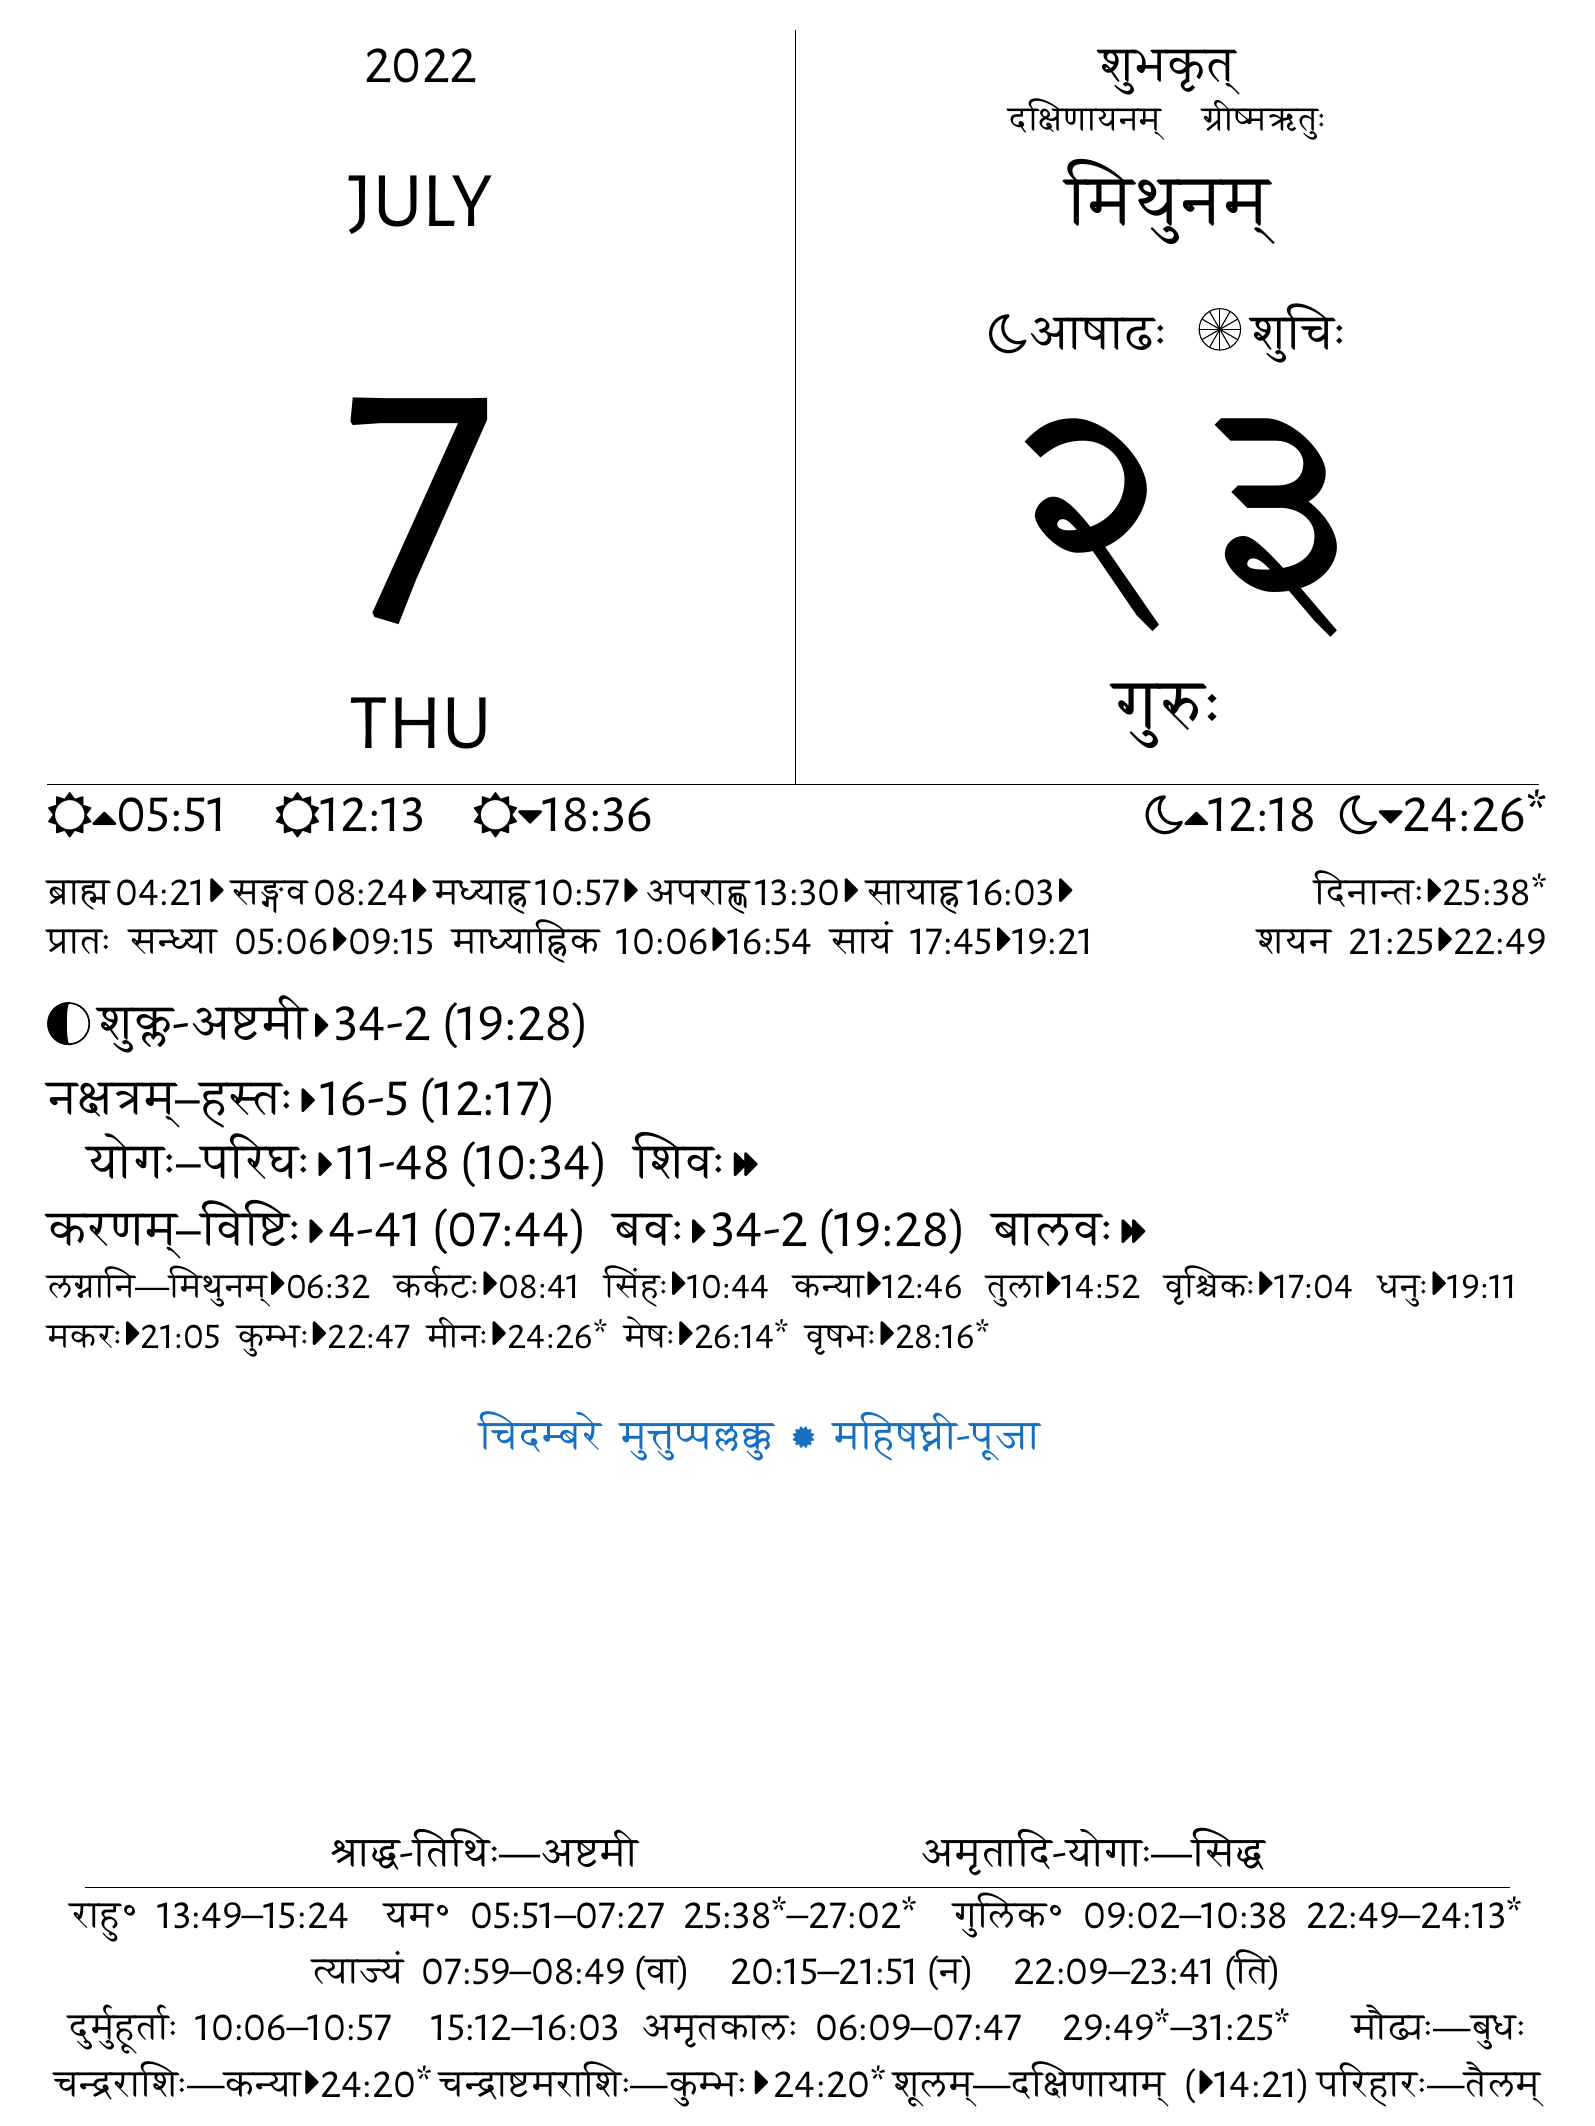 2022
JULY
7
THU
शुभकृत्
दक्षिणायनम् ग्रीष्मऋतुः
मिथुनम्
आषाढः शुचिः
२३
गुरुः
05:51 12:13 18:36 12:18 24:26*
ब्राह्म 04:21 सङ्गव 08:24 मध्याह्न 10:57 अपराह्ण 13:30 सायाह्न 16:03 दिनान्तः 25:38*
प्रातः सन्ध्या 05:06 09:15 माध्याह्निक 10:06 16:54 सायं 17:45 19:21 शयन 21:25 22:49
शुक्ल-अष्टमी 34-2 (19:28)
नक्षत्रम्–हस्तः 16-5 (12:17)
योगः–परिघः 11-48 (10:34) शिवः
करणम्–विष्टिः 4-41 (07:44) बवः 34-2 (19:28) बालवः
लग्नानि—मिथुनम् 06:32 कर्कटः 08:41 सिंहः 10:44 कन्या 12:46 तुला 14:52 वृश्चिकः 17:04 धनुः 19:11
मकरः 21:05 कुम्भः 22:47 मीनः 24:26* मेषः 26:14* वृषभः 28:16*
चिदम्बरे मुत्तुप्पल्लक्कु ● महिषघ्नी-पूजा
श्राद्ध-तिथिः—अष्टमी अमृतादि-योगाः—सिद्ध
राहु॰ 13:49–15:24 यम॰ 05:51–07:27 25:38*–27:02* गुलिक॰ 09:02–10:38 22:49–24:13*
त्याज्यं 07:59–08:49 (वा) 20:15–21:51 (न) 22:09–23:41 (ति)
दुर्मुहूर्ताः 10:06–10:57 15:12–16:03 अमृतकालः 06:09–07:47 29:49*–31:25* मौढ्यः—बुधः
चन्द्रराशिः—कन्या 24:20* चन्द्राष्टमराशिः—कुम्भः 24:20* शूलम्—दक्षिणायाम् (14:21) परिहारः—तैलम्